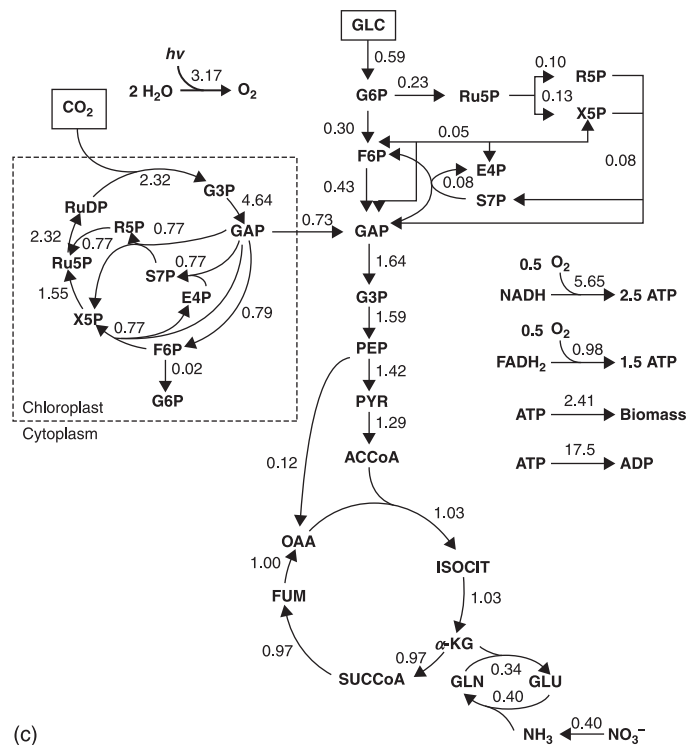 GLC
0.59
hν
3.17
2 H2O
O2
G6P
0.23
Ru5P
0.10
R5P
0.13
X5P
CO2
0.30
0.05
F6P
0.08
E4P
0.08
S7P
0.43
2.32
G3P
4.64
RuDP
R5P
0.77
GAP
0.73
GAP
2.32
0.77
Ru5P
S7P
0.77
1.64
0.5 O2
5.65
NADH
2.5 ATP
1.55
E4P
G3P
X5P
0.77
0.79
1.59
0.5 O2
F6P
PEP
0.98
FADH2
1.5 ATP
0.02
1.42
G6P
PYR
2.41
ATP
Biomass
Chloroplast
1.29
Cytoplasm
ACCoA
17.5
ATP
ADP
0.12
1.03
OAA
1.00
ISOCIT
FUM
1.03
α-KG
0.97
0.97
0.34
SUCCoA
GLN
GLU
0.40
NH3
0.40
NO3−
(c)